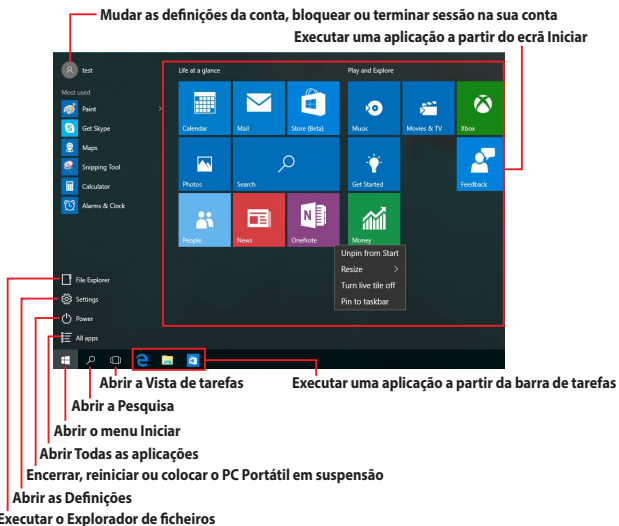 Mudar as definições da conta, bloquear ou terminar sessão na sua conta
Executar uma aplicação a partir do ecrã Iniciar
test
Life at a glance
Play and Explore
Most used
Paint
Get Skype
Maps
Snipping Tool
Calculator
Alarms & Clock
Calendar
Mail
Store (Beta)
Music
Movies & TV
Xbox
Photos
Search
Get Started
Feedback
People
News
OneNote
Money
Unpin from Start
Resize
Turn live tile off
Pin to taskbar
File Explorer
Settings
Power
All apps
Abrir a Vista de tarefas
Executar uma aplicação a partir da barra de tarefas
Abrir a Pesquisa
Abrir o menu Iniciar
Abrir Todas as aplicações
Encerrar, reiniciar ou colocar o PC Portátil em suspensão
Abrir as Definições
Executar o Explorador de ficheiros